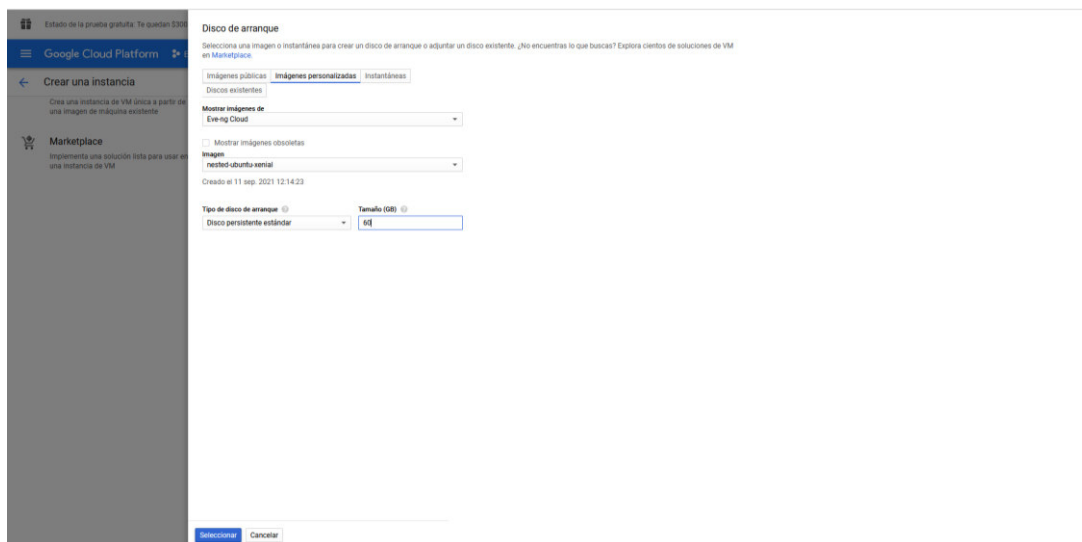 Estado de la prueba gratuita: Te quedan $300
Google Cloud Platform
Crear una instancia
Crea una instancia de VM única a partir de
una imagen de máquina existente
Marketplace
Implementa una solución lista para usar en
una instancia de VM
Disco de arranque
Selecciona una imagen o instantánea para crear un disco de arranque o adjuntar un disco existente. ¿No encuentras lo que buscas? Explora cientos de soluciones de VM
en Marketplace.
Imágenes públicas Imágenes personalizadas Instantáneas
Discos existentes
Mostrar imágenes de
Eve-ng Cloud
Mostrar imágenes obsoletas
Imagen
nested-ubuntu-xenial
Creado el 11 sep. 2021 12:14:23
Tipo de disco de arranque Tamaño (GB)
Disco persistente estándar 60
Seleccionar Cancelar